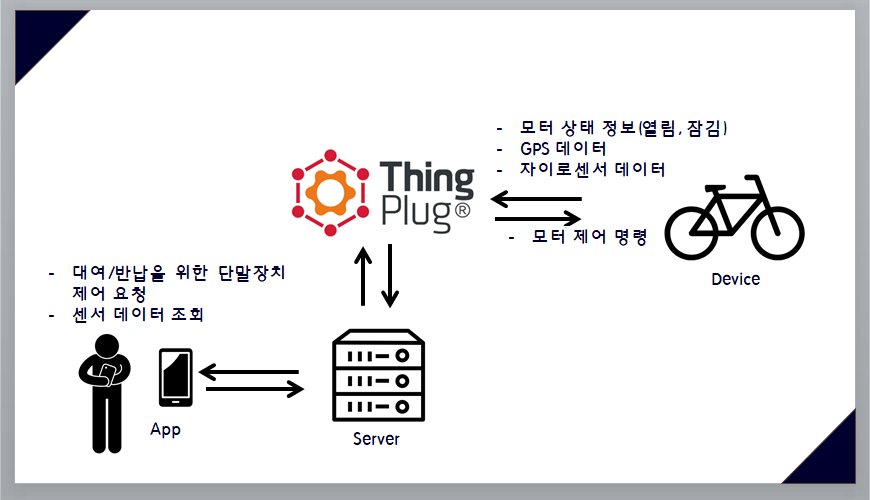 - 모터 상태 정보(열림, 잠김)
- GPS 데이터
- 자이로센서 데이터
Thing
Plug®
- 모터 제어 명령
Device
- 대여/반납을 위한 단말장치
제어 요청
- 센서 데이터 조회
App
Server